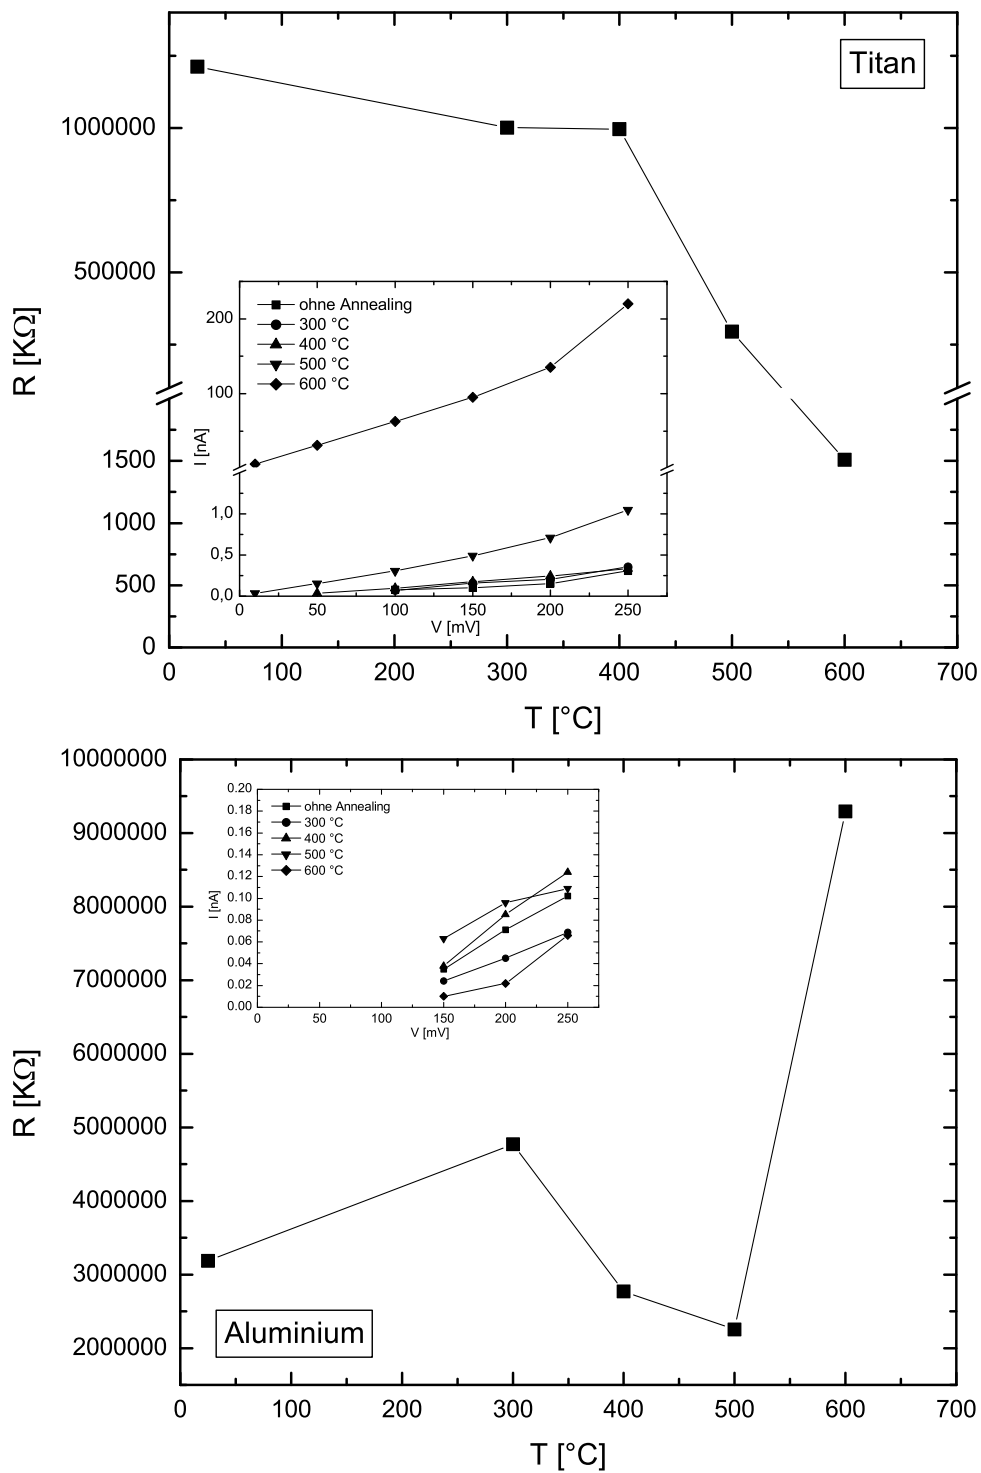 Titan
R [KΩ]
1000000
500000
1500
1000
500
0
0 100 200 300 400 500 600 700
T [°C]
ohne Annealing
300 °C
400 °C
500 °C
600 °C
I [nA]
200
100
1,0
0,5
0,0
0 50 100 150 200 250
V [mV]
10000000
9000000
8000000
7000000
6000000
5000000
4000000
3000000
2000000
R [KΩ]
0.20
0.18
0.16
0.14
0.12
0.10
0.08
0.06
0.04
0.02
0.00
I [nA]
ohne Annealing
300 °C
400 °C
500 °C
600 °C
0 50 100 150 200 250
V [mV]
Aluminium
0 100 200 300 400 500 600 700
T [°C]